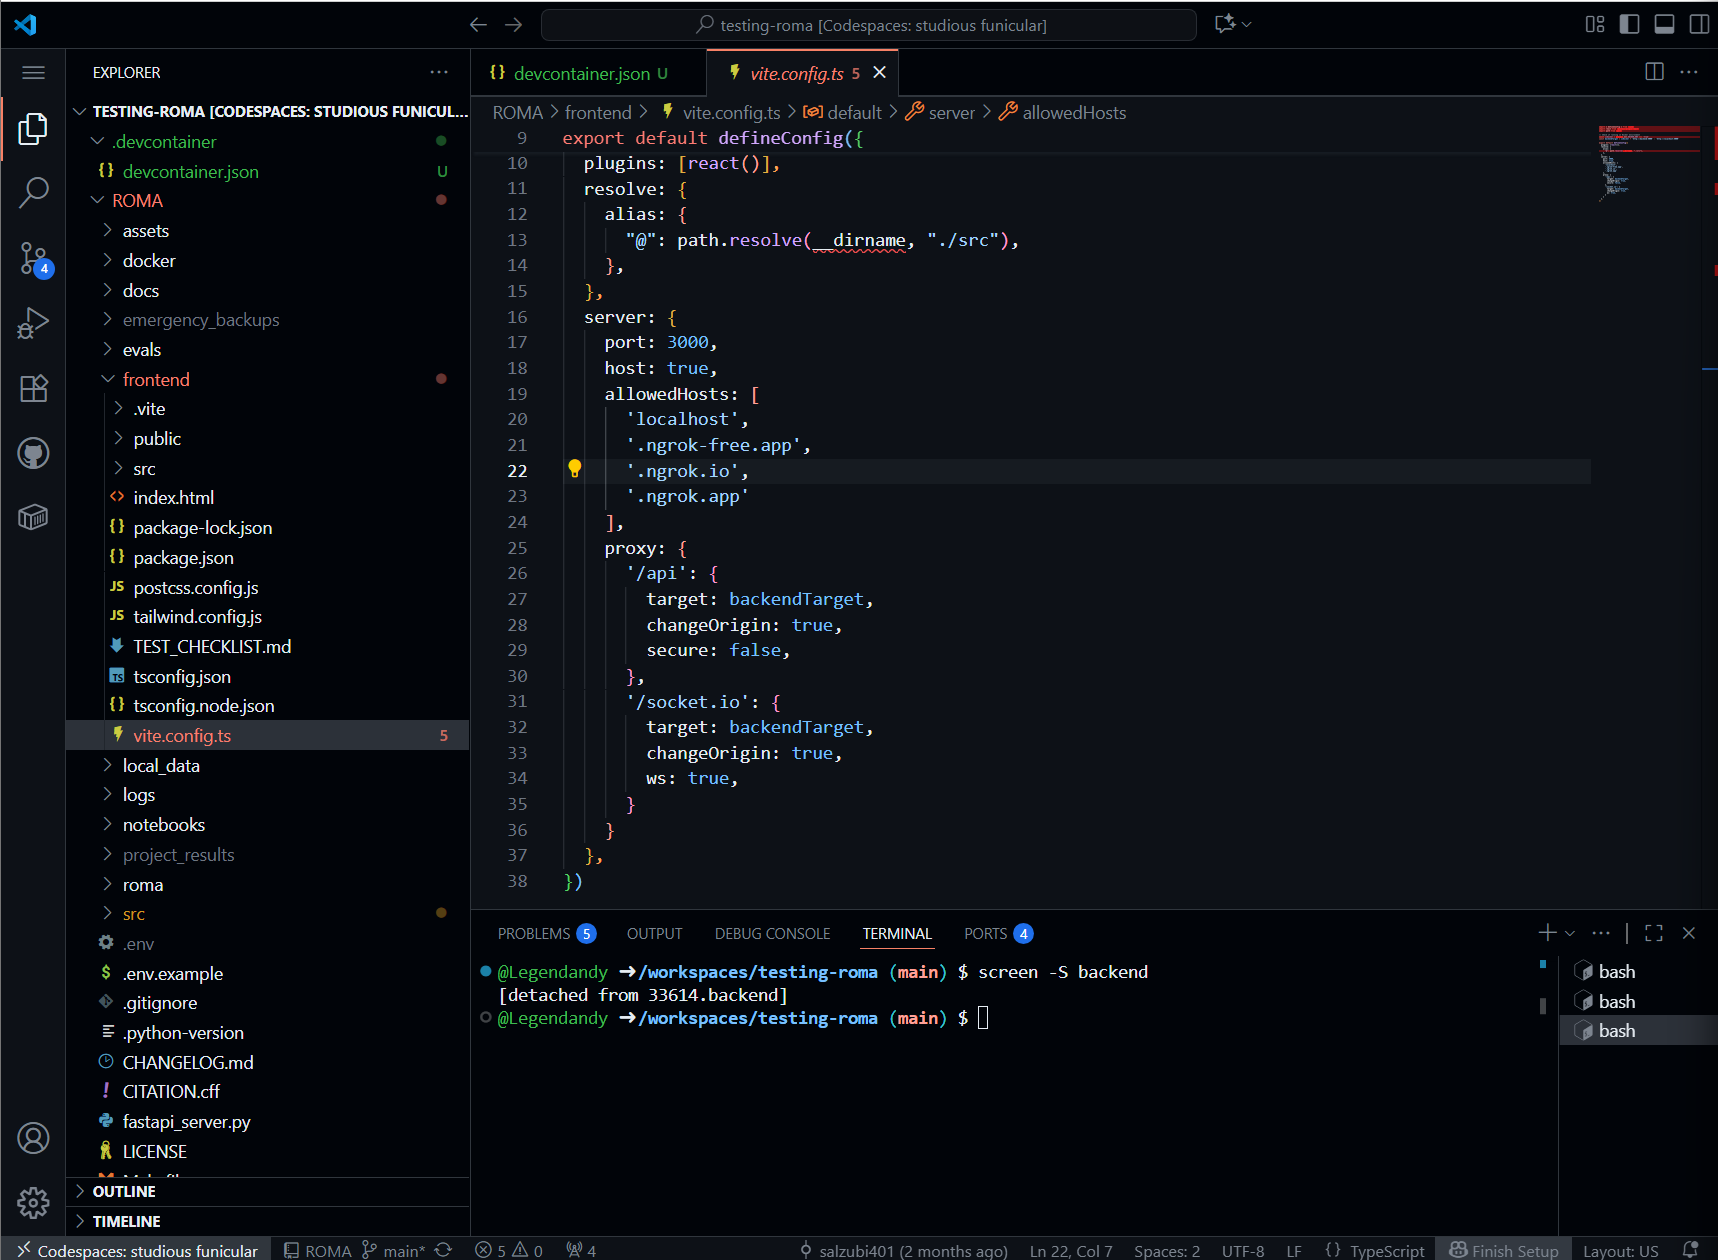 testing-roma [Codespaces: studious funicular]
EXPLORER
TESTING-ROMA [CODESPACES: STUDIOUS FUNICUL...
.devcontainer
{} devcontainer.json U
ROMA
assets
docker
docs
emergency_backups
evals
frontend
.vite
public
src
<> index.html
{} package-lock.json
{} package.json
JS postcss.config.js
JS tailwind.config.js
TEST_CHECKLIST.md
TS tsconfig.json
{} tsconfig.node.json
vite.config.ts 5
local_data
logs
notebooks
project_results
roma
src
.env
$ .env.example
.gitignore
.python-version
CHANGELOG.md
! CITATION.cff
fastapi_server.py
LICENSE
OUTLINE
TIMELINE
4
{} devcontainer.json U
vite.config.ts 5
ROMA > frontend > vite.config.ts > default > server > allowedHosts
9 export default defineConfig({
10 plugins: [react()],
11 resolve: {
12 alias: {
13 "@": path.resolve(__dirname, "./src"),
14 },
15 },
16 server: {
17 port: 3000,
18 host: true,
19 allowedHosts: [
20 'localhost',
21 '.ngrok-free.app',
22 '.ngrok.io',
23 '.ngrok.app'
24 ],
25 proxy: {
26 '/api': {
27 target: backendTarget,
28 changeOrigin: true,
29 secure: false,
30 },
31 '/socket.io': {
32 target: backendTarget,
33 changeOrigin: true,
34 ws: true,
35 }
36 }
37 },
38 })
PROBLEMS 5 OUTPUT DEBUG CONSOLE TERMINAL PORTS 4
@Legendandy ➜/workspaces/testing-roma (main) $ screen -S backend
[detached from 33614.backend]
@Legendandy ➜/workspaces/testing-roma (main) $
bash
bash
bash
Codespaces: studious funicular ROMA main* 5 0 4 salzubi401 (2 months ago) Ln 22, Col 7 Spaces: 2 UTF-8 LF {} TypeScript Finish Setup Layout: US